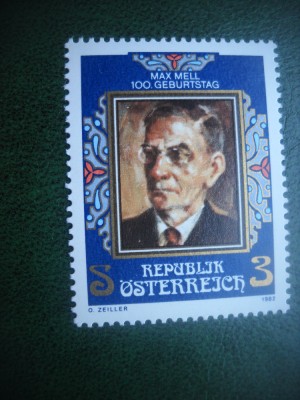 MAX MELL
100. GEBURTSTAG
S REPUBLIK 3
ÖSTERREICH
O. ZEILLER 1982